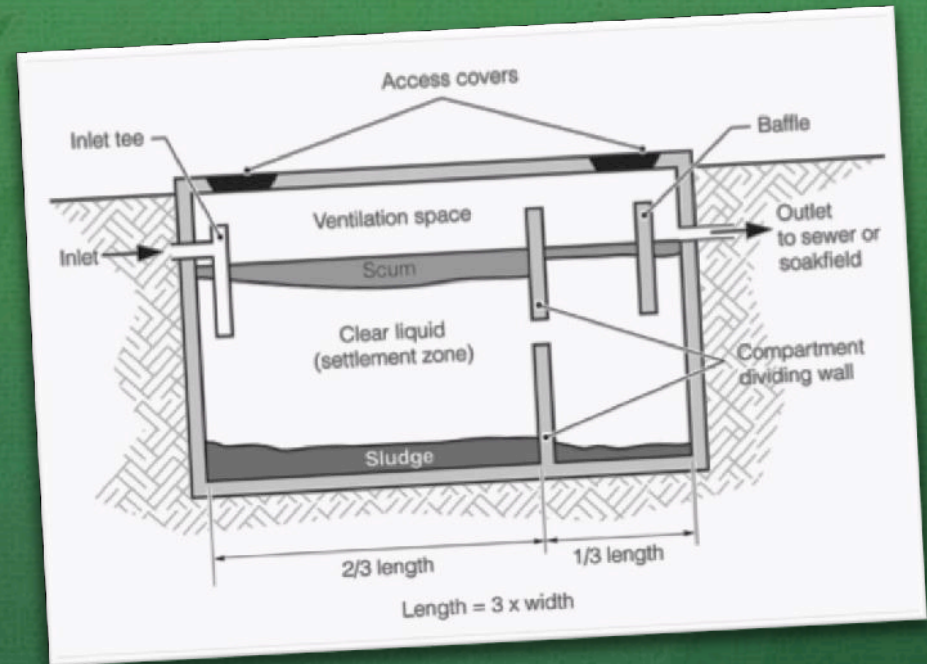 Access covers
Inlet tee
Baffle
Ventilation space
Outlet
to sewer or
soakfield
Inlet
Scum
Clear liquid
(settlement zone)
Compartment
dividing wall
Sludge
2/3 length
1/3 length
Length = 3 x width